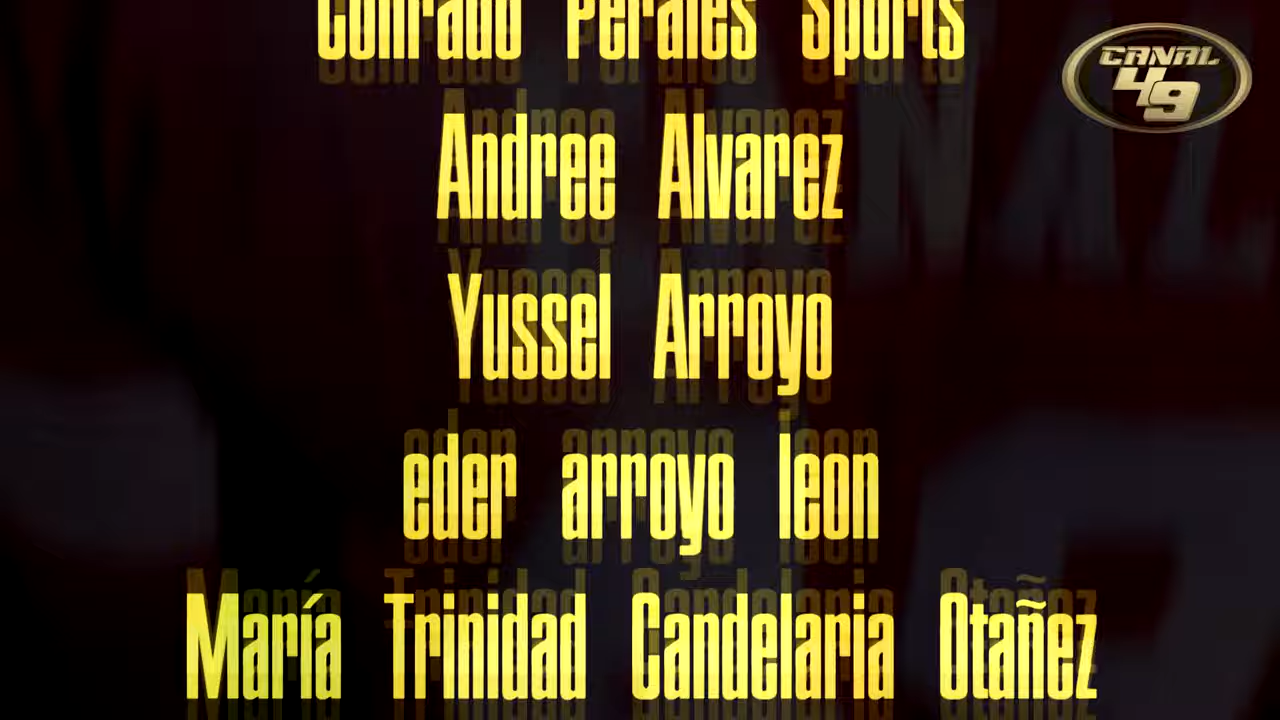 Conrado Perales Sports
CANAL
49
Andree Alvarez
Yussel Arroyo
eder arroyo leon
María Trinidad Candelaria Otañez